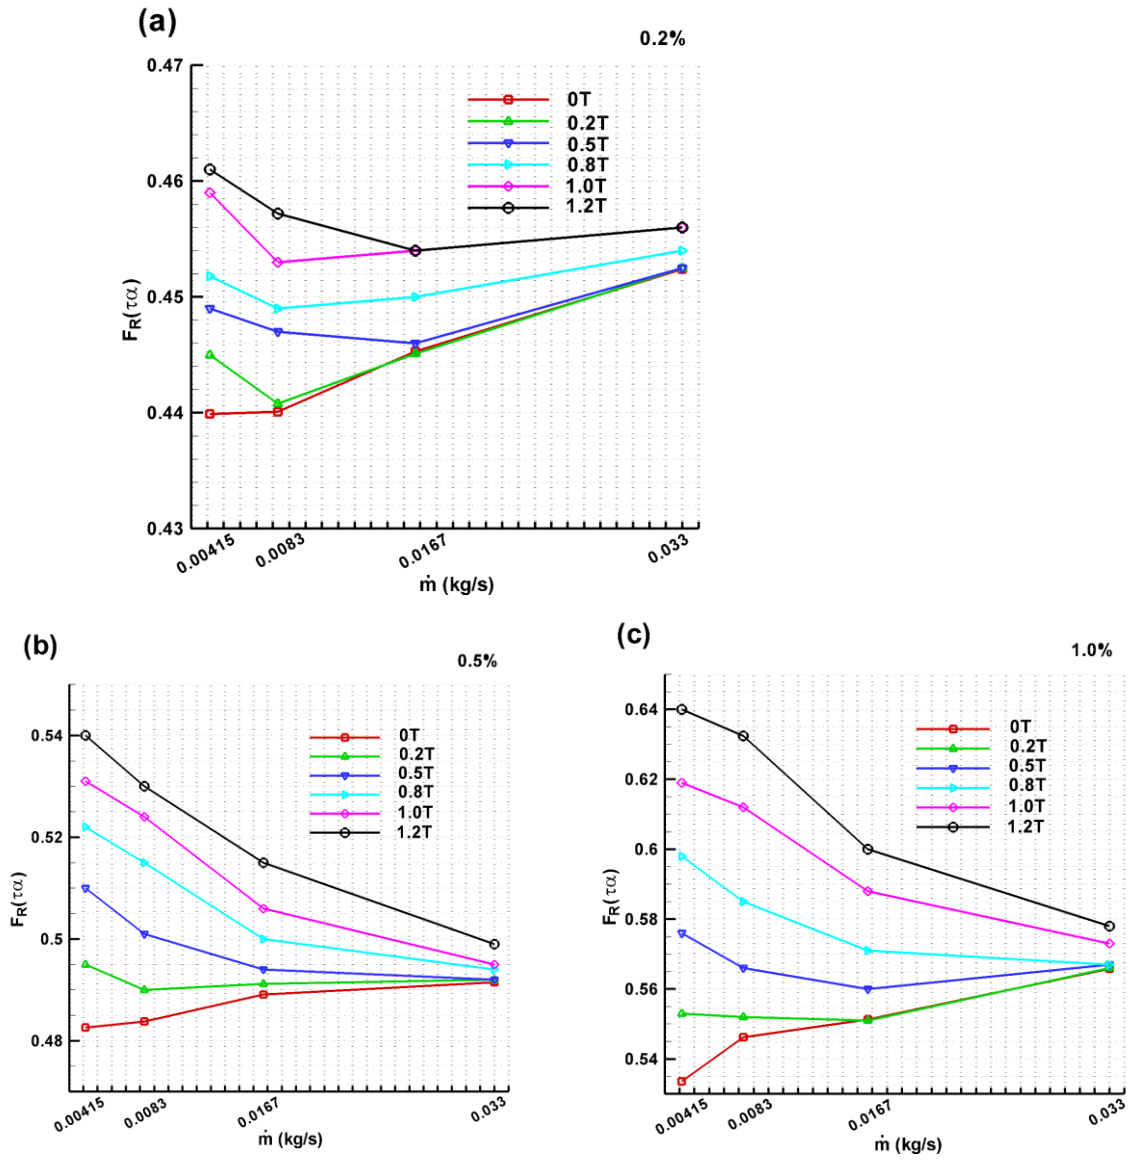 (a)
0.2%
0.47
0.46
0.45
0.44
0.43
F_R(τα)
0T
0.2T
0.5T
0.8T
1.0T
1.2T
0.00415
0.0083
0.0167
0.033
ṁ (kg/s)
(b)
0.5%
0.54
0.52
0.5
0.48
F_R(τα)
0T
0.2T
0.5T
0.8T
1.0T
1.2T
0.00415
0.0083
0.0167
0.033
ṁ (kg/s)
(c)
1.0%
0.64
0.62
0.6
0.58
0.56
0.54
F_R(τα)
0T
0.2T
0.5T
0.8T
1.0T
1.2T
0.00415
0.0083
0.0167
0.033
ṁ (kg/s)